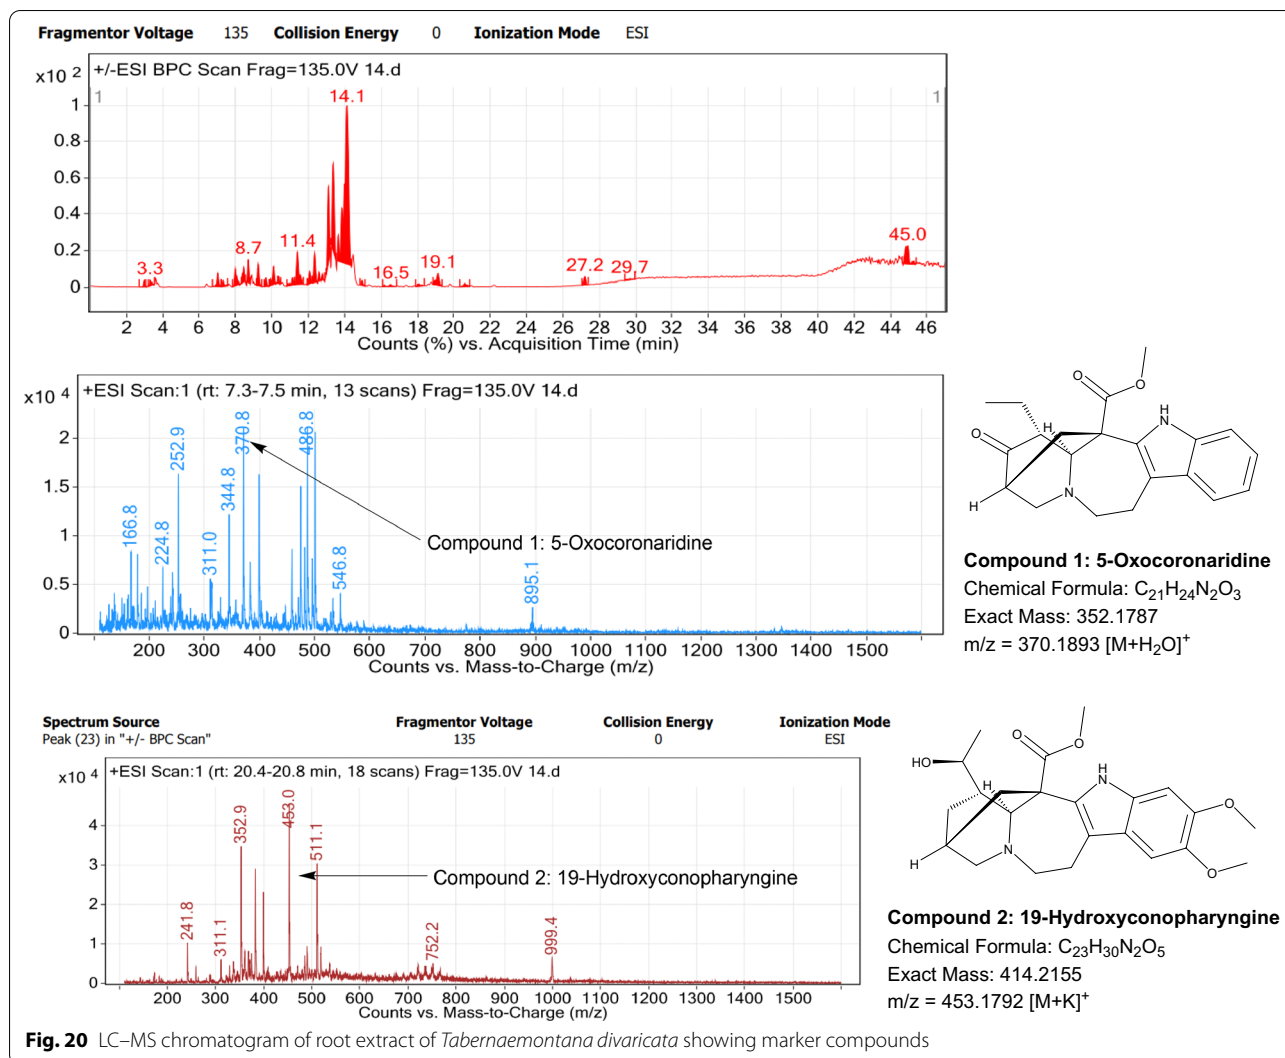 Fragmentor Voltage 135 Collision Energy 0 Ionization Mode ESI
x10 2
+/-ESI BPC Scan Frag=135.0V 14.d
1 1
1
0.8
0.6
0.4
0.2
0
3.3 8.7 11.4 14.1 16.5 19.1 27.2 29.7 45.0
2 4 6 8 10 12 14 16 18 20 22 24 26 28 30 32 34 36 38 40 42 44 46
Counts (%) vs. Acquisition Time (min)
x10 4
+ESI Scan:1 (rt: 7.3-7.5 min, 13 scans) Frag=135.0V 14.d
2
1.5
1
0.5
0
166.8 224.8 252.9 311.0 344.8 370.8 486.8 546.8 895.1
Compound 1: 5-Oxocoronaridine
100 200 300 400 500 600 700 800 900 1000 1100 1200 1300 1400 1500
Counts vs. Mass-to-Charge (m/z)
O
O
O
H
H
N
N
H
Compound 1: 5-Oxocoronaridine
Chemical Formula: C21H24N2O3
Exact Mass: 352.1787
m/z = 370.1893 [M+H2O]+
Spectrum Source Fragmentor Voltage Collision Energy Ionization Mode
Peak (23) in "+/- BPC Scan" 135 0 ESI
x10 4
+ESI Scan:1 (rt: 20.4-20.8 min, 18 scans) Frag=135.0V 14.d
4
3
2
1
0
241.8 311.1 352.9 453.0 511.1 752.2 999.4
Compound 2: 19-Hydroxyconopharyngine
200 300 400 500 600 700 800 900 1000 1100 1200 1300 1400 1500
Counts vs. Mass-to-Charge (m/z)
O
O
HO
H
H
N
O
N
O
H
Compound 2: 19-Hydroxyconopharyngine
Chemical Formula: C23H30N2O5
Exact Mass: 414.2155
m/z = 453.1792 [M+K]+
Fig. 20 LC–MS chromatogram of root extract of Tabernaemontana divaricata showing marker compounds